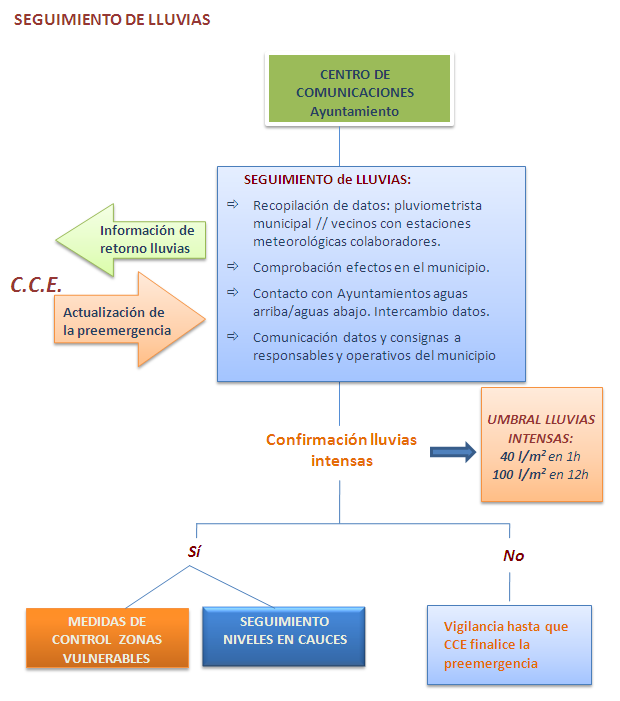 SEGUIMIENTO DE LLUVIAS
CENTRO DE
COMUNICACIONES
Ayuntamiento
SEGUIMIENTO de LLUVIAS:
Recopilación de datos: pluviometrista
municipal // vecinos con estaciones
meteorológicas colaboradores.
Comprobación efectos en el municipio.
Contacto con Ayuntamientos aguas
arriba/aguas abajo. Intercambio datos.
Comunicación datos y consignas a
responsables y operativos del municipio
Información de
retorno lluvias
C.C.E.
Actualización de
la preemergencia
Confirmación lluvias
intensas
UMBRAL LLUVIAS
INTENSAS:
40 l/m² en 1h
100 l/m² en 12h
Sí
No
MEDIDAS DE
CONTROL ZONAS
VULNERABLES
SEGUIMIENTO
NIVELES EN CAUCES
Vigilancia hasta que
CCE finalice la
preemergencia